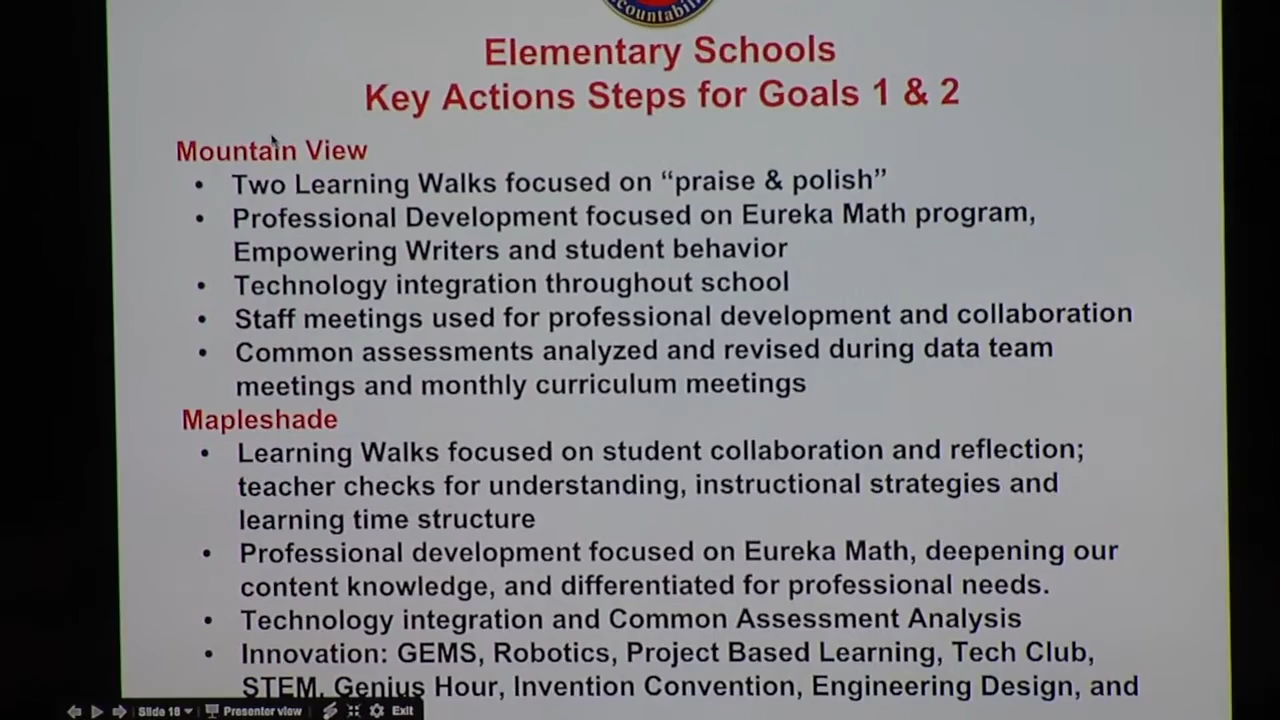 countabili
Elementary Schools
Key Actions Steps for Goals 1 & 2
Mountain View
• Two Learning Walks focused on “praise & polish”
• Professional Development focused on Eureka Math program,
Empowering Writers and student behavior
• Technology integration throughout school
• Staff meetings used for professional development and collaboration
• Common assessments analyzed and revised during data team
meetings and monthly curriculum meetings
Mapleshade
• Learning Walks focused on student collaboration and reflection;
teacher checks for understanding, instructional strategies and
learning time structure
• Professional development focused on Eureka Math, deepening our
content knowledge, and differentiated for professional needs.
• Technology integration and Common Assessment Analysis
• Innovation: GEMS, Robotics, Project Based Learning, Tech Club,
STEM, Genius Hour, Invention Convention, Engineering Design, and
Slide 18 Presenter view Exit